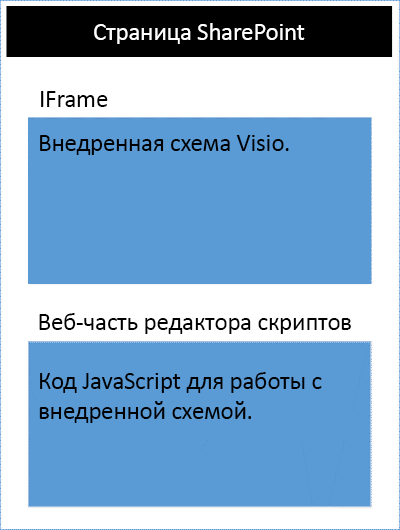 Страница SharePoint
IFrame
Внедренная схема Visio.
Веб-часть редактора скриптов
Код JavaScript для работы с
внедренной схемой.